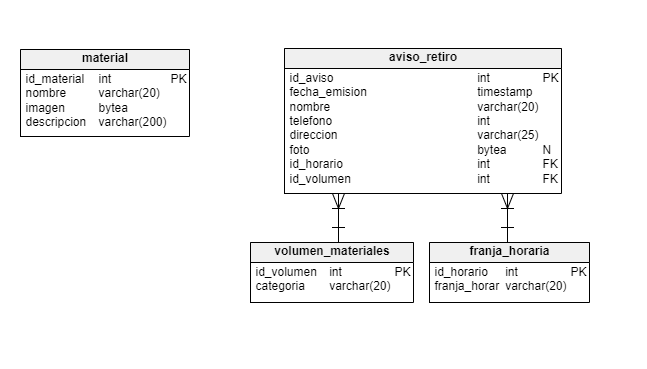 material
id_material int PK
nombre varchar(20)
imagen bytea
descripcion varchar(200)
aviso_retiro
id_aviso int PK
fecha_emision timestamp
nombre varchar(20)
telefono int
direccion varchar(25)
foto bytea N
id_horario int FK
id_volumen int FK
volumen_materiales
id_volumen int PK
categoria varchar(20)
franja_horaria
id_horario int PK
franja_horar varchar(20)